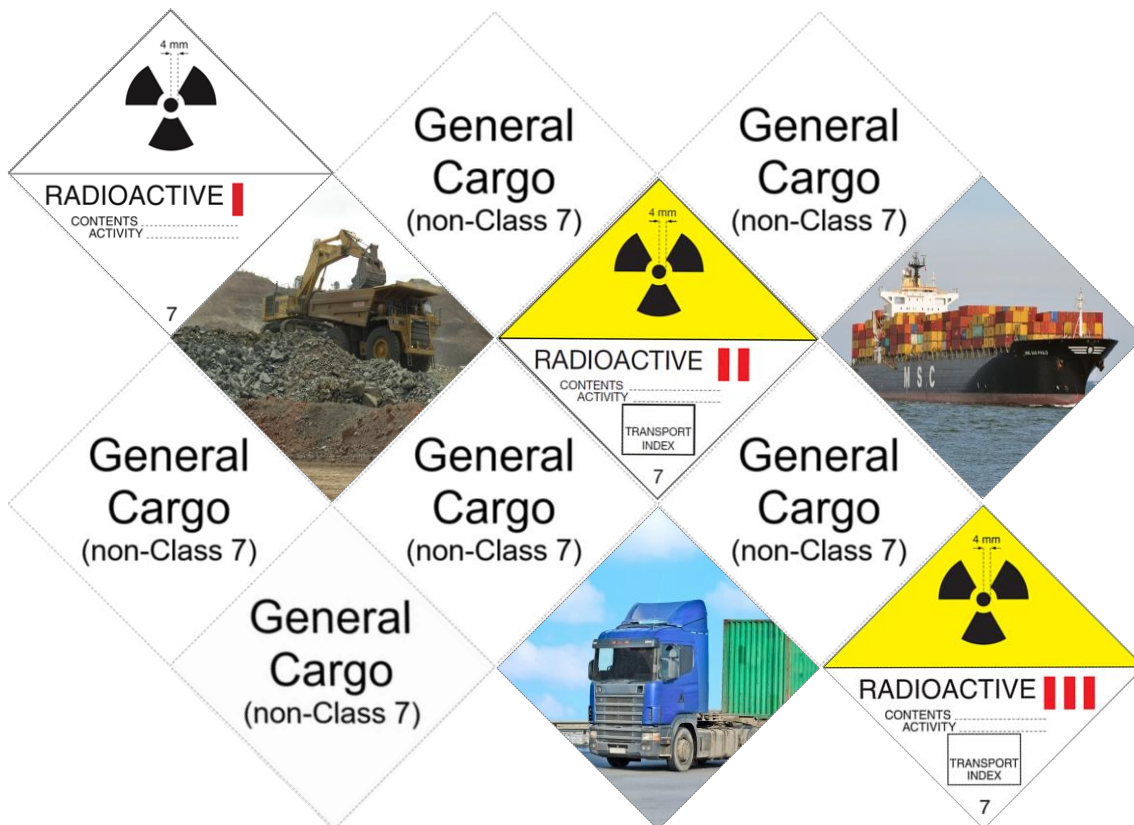 4 mm
RADIOACTIVE I
CONTENTS
ACTIVITY
7
General
Cargo
(non-Class 7)
General
Cargo
(non-Class 7)
4 mm
RADIOACTIVE II
CONTENTS
ACTIVITY
TRANSPORT
INDEX
7
MSC
General
Cargo
(non-Class 7)
General
Cargo
(non-Class 7)
General
Cargo
(non-Class 7)
General
Cargo
(non-Class 7)
4 mm
RADIOACTIVE III
CONTENTS
ACTIVITY
TRANSPORT
INDEX
7